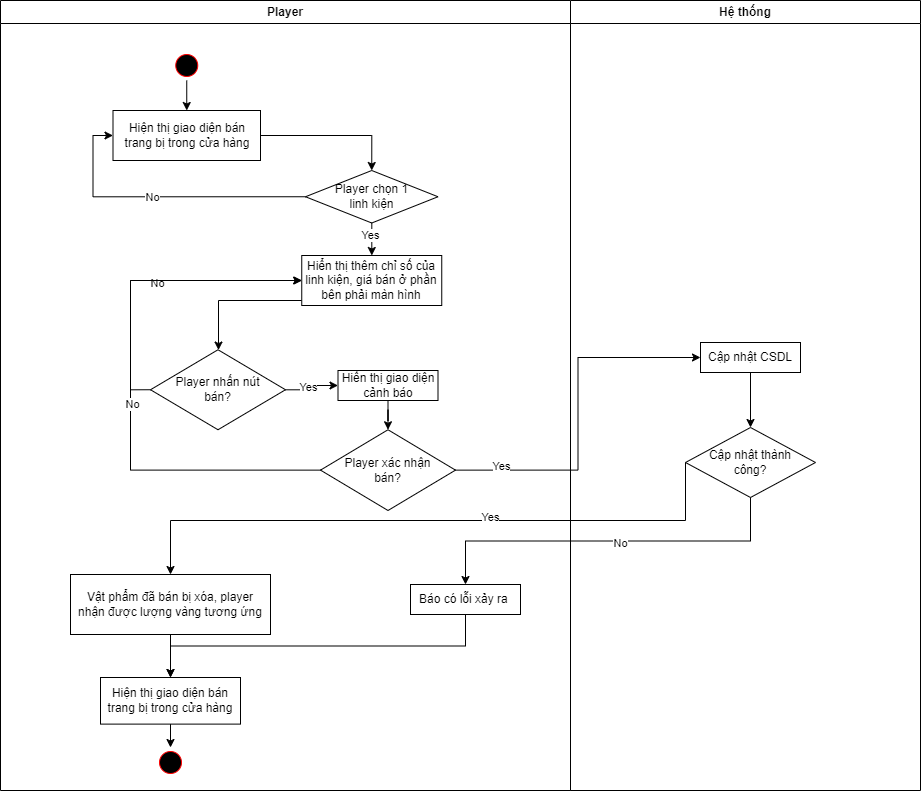 Player
Hệ thống
Hiện thị giao diện bán
trang bị trong cửa hàng
Player chọn 1
linh kiện
No
Yes
Hiển thị thêm chỉ số của
linh kiện, giá bán ở phần
bên phải màn hình
No
Cập nhật CSDL
Player nhấn nút
bán?
Yes
Hiển thị giao diện
cảnh báo
No
Player xác nhận
bán?
Yes
Cập nhật thành
công?
Yes
No
Vật phẩm đã bán bị xóa, player
nhận được lượng vàng tương ứng
Báo có lỗi xảy ra
Hiện thị giao diện bán
trang bị trong cửa hàng